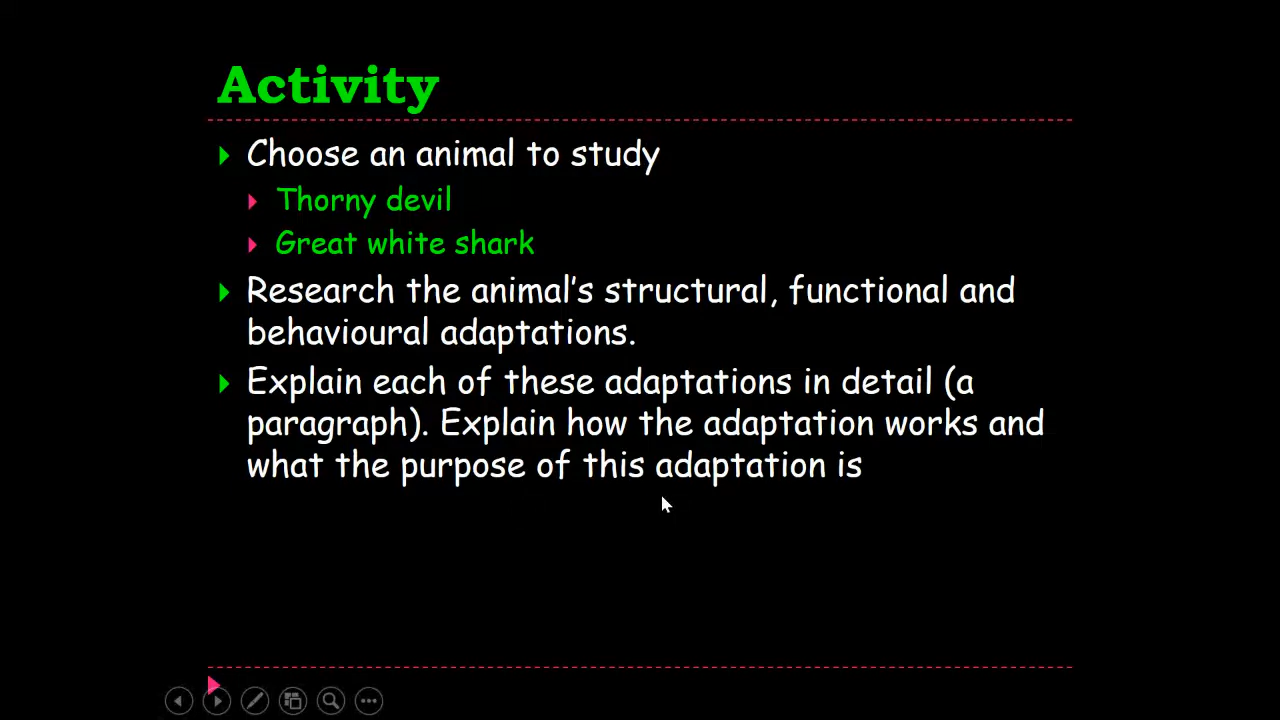 Activity
Choose an animal to study
Thorny devil
Great white shark
Research the animal’s structural, functional and
behavioural adaptations.
Explain each of these adaptations in detail (a
paragraph). Explain how the adaptation works and
what the purpose of this adaptation is